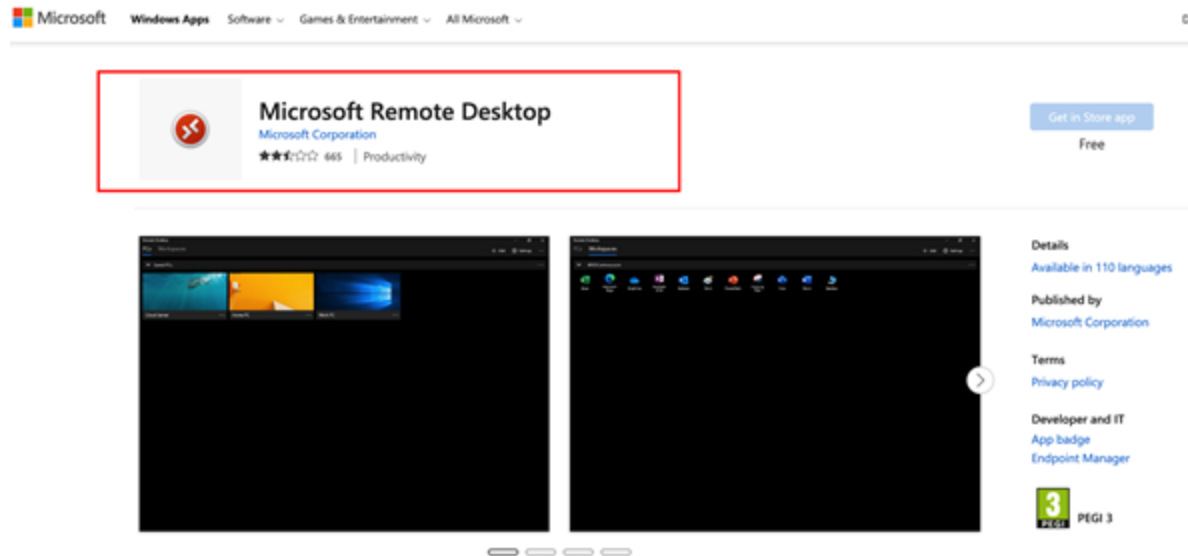 Microsoft Windows Apps Software Games & Entertainment All Microsoft
Microsoft Remote Desktop
Microsoft Corporation
665 Productivity
Get in Store app
Free
Details
Available in 110 languages
Published by
Microsoft Corporation
Terms
Privacy policy
Developer and IT
App badge
Endpoint Manager
3
PEGI
PEGI 3